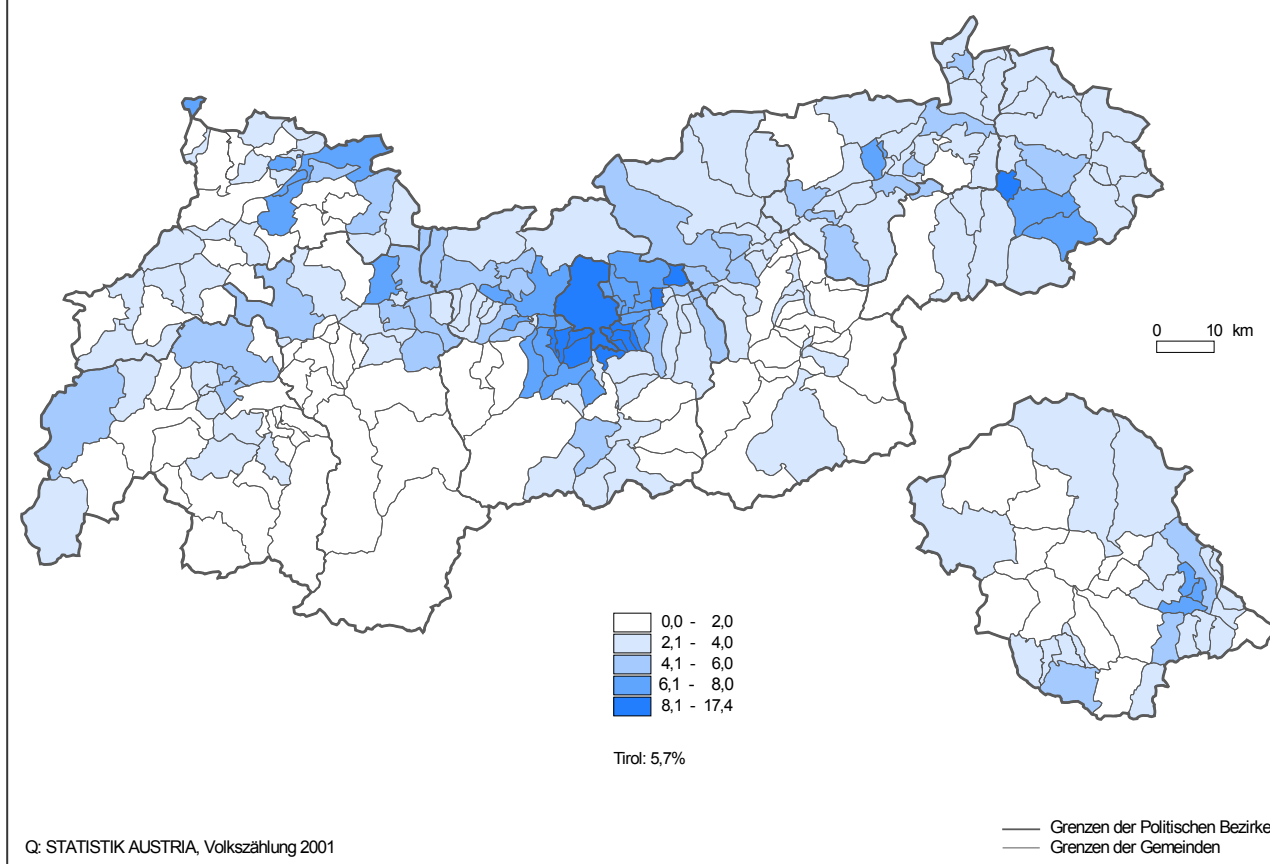 0 10 km
0,0 - 2,0
2,1 - 4,0
4,1 - 6,0
6,1 - 8,0
8,1 - 17,4
Tirol: 5,7%
Grenzen der Politischen Bezirke
Grenzen der Gemeinden
Q: STATISTIK AUSTRIA, Volkszählung 2001